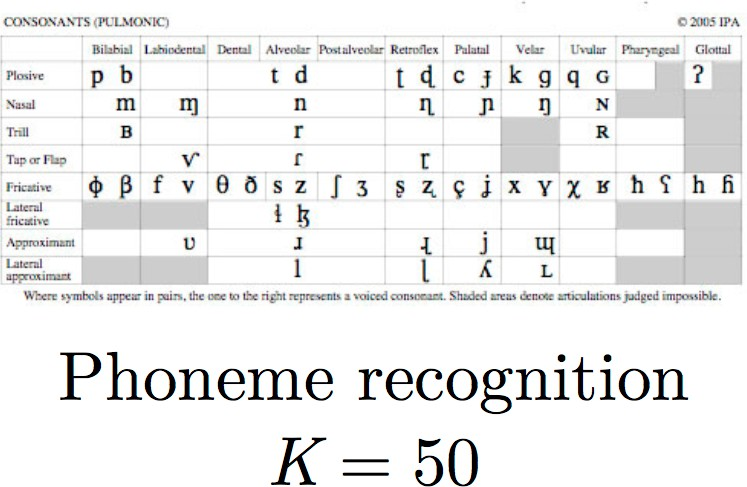 CONSONANTS (PULMONIC) © 2005 IPA
Bilabial Labiodental Dental Alveolar Postalveolar Retroflex Palatal Velar Uvular Pharyngeal Glottal
Plosive p b t d ʈ ɖ c ɟ k ɡ q ɢ ʔ
Nasal m ɱ n ɳ ɲ ŋ ɴ
Trill ʙ r ʀ
Tap or Flap ⱱ ɾ ɽ
Fricative ɸ β f v θ ð s z ʃ ʒ ʂ ʐ ç ʝ x ɣ χ ʁ ħ ʕ h ɦ
Lateral
fricative ɬ ɮ
Approximant ʋ ɹ ɻ j ɰ
Lateral
approximant l ɭ ʎ ʟ
Where symbols appear in pairs, the one to the right represents a voiced consonant. Shaded areas denote articulations judged impossible.
Phoneme recognition
K = 50